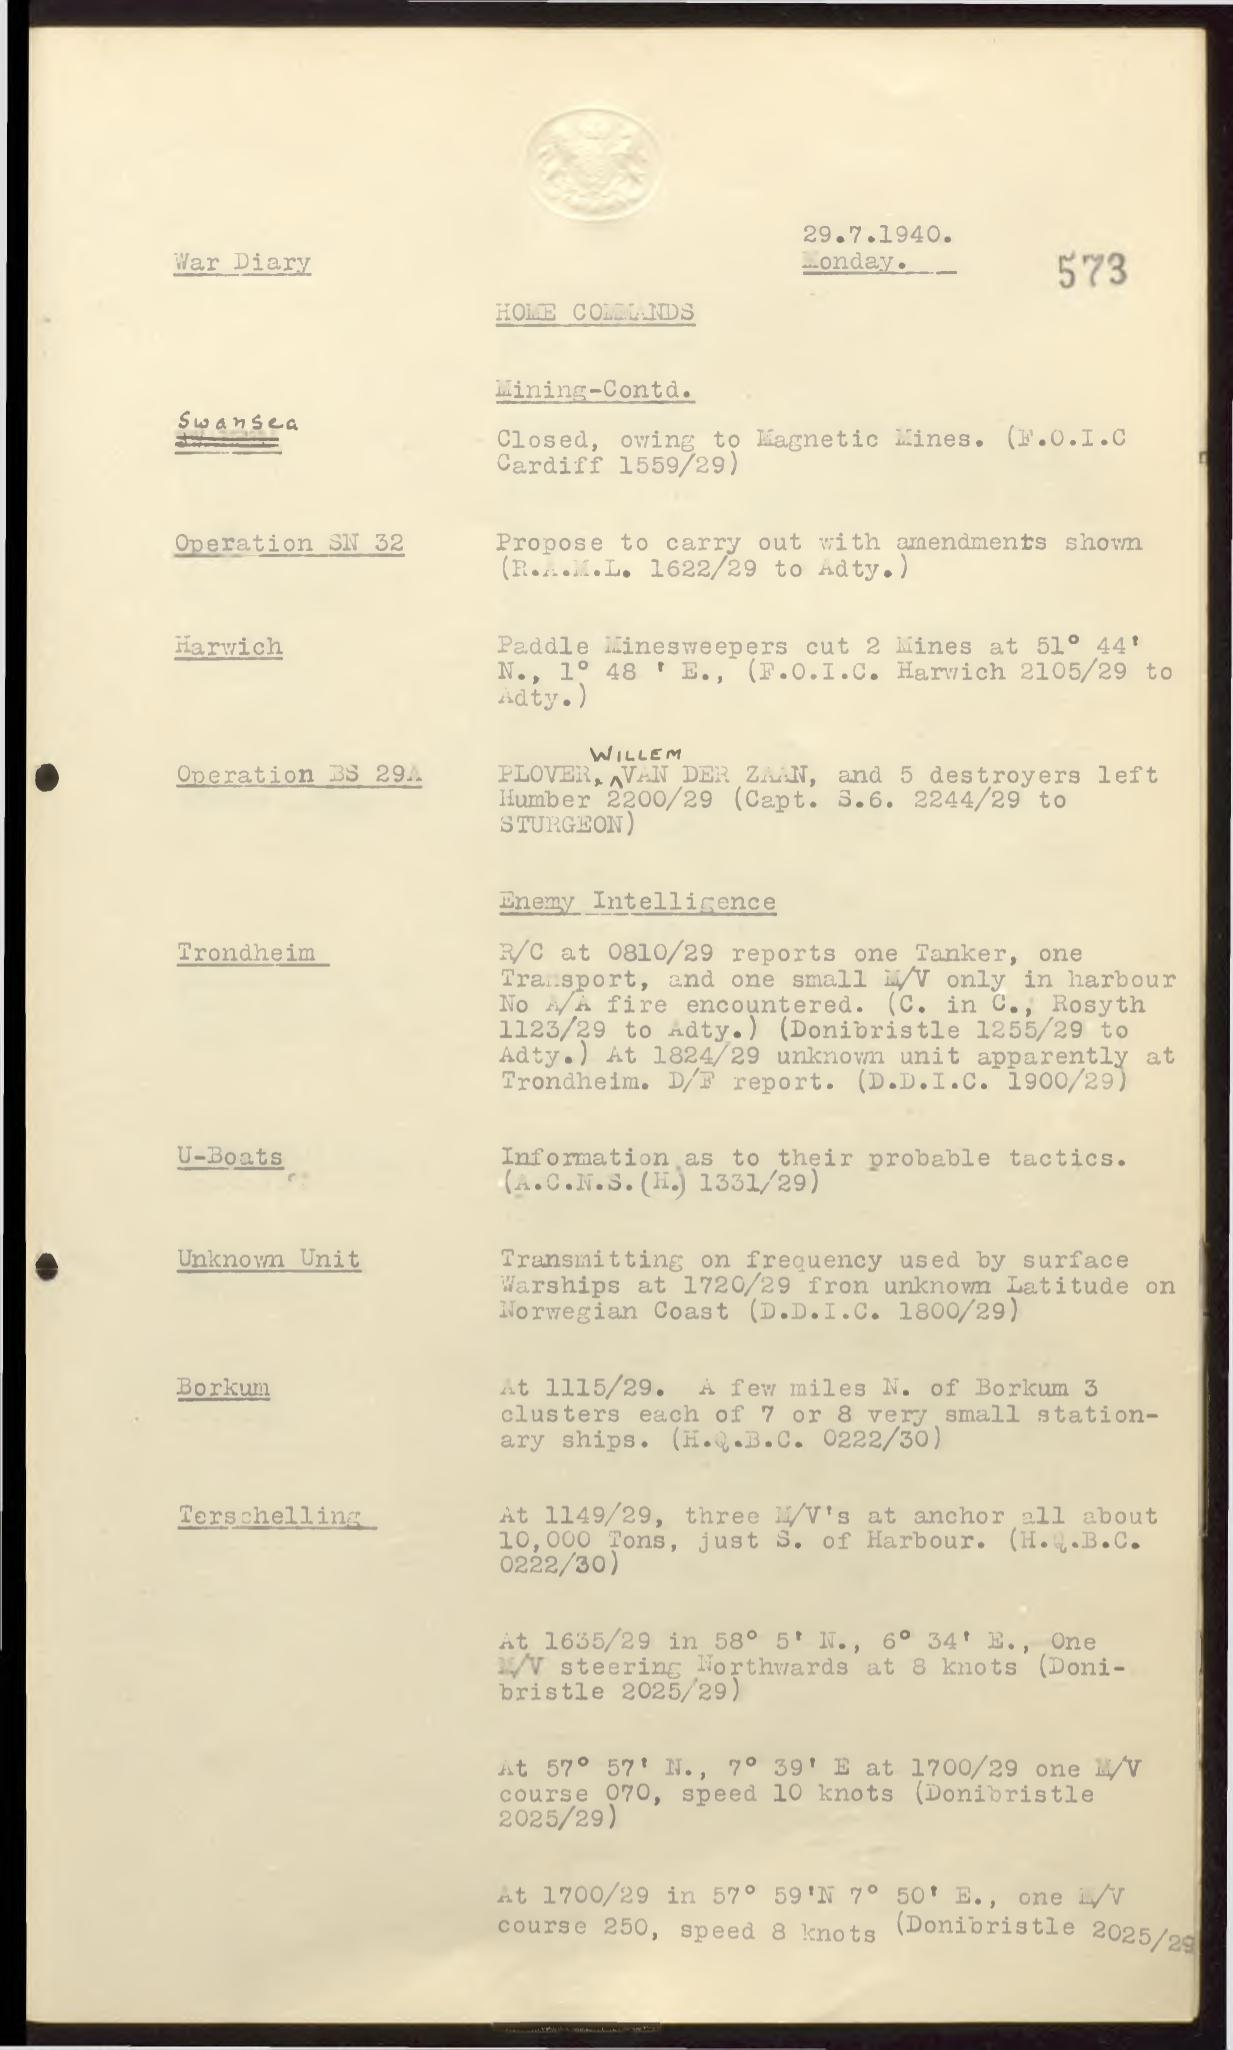 29.7.1940.
War Diary
Monday.
573
HOME COMMANDS
Mining-Contd.
Swansea
Closed, owing to Magnetic Mines. (F.O.I.C
Cardiff 1559/29)
Operation SN 32
Propose to carry out with amendments shown
(R.A.M.L. 1622/29 to Adty.)
Harwich
Paddle Minesweepers cut 2 Mines at 51° 44'
N., 1° 48 ' E., (F.O.I.C. Harwich 2105/29 to
Adty.)
WILLEM
Operation BS 29A
PLOVER, ^VAN DER ZAAN, and 5 destroyers left
Humber 2200/29 (Capt. S.6. 2244/29 to
STURGEON)
Enemy Intelligence
Trondheim
R/C at 0810/29 reports one Tanker, one
Transport, and one small M/V only in harbour
No A/A fire encountered. (C. in C., Rosyth
1123/29 to Adty.) (Donibristle 1255/29 to
Adty.) At 1824/29 unknown unit apparently at
Trondheim. D/F report. (D.D.I.C. 1900/29)
U-Boats
Information as to their probable tactics.
(A.C.N.S.(H.) 1331/29)
Unknown Unit
Transmitting on frequency used by surface
Warships at 1720/29 fron unknown Latitude on
Norwegian Coast (D.D.I.C. 1800/29)
Borkum
At 1115/29. A few miles N. of Borkum 3
clusters each of 7 or 8 very small station-
ary ships. (H.Q.B.C. 0222/30)
Terschelling
At 1149/29, three M/V's at anchor all about
10,000 Tons, just S. of Harbour. (H.Q.B.C.
0222/30)
At 1635/29 in 58° 5' N., 6° 34' E., One
M/V steering Northwards at 8 knots (Doni-
bristle 2025/29)
At 57° 57' N., 7° 39' E at 1700/29 one M/V
course 070, speed 10 knots (Donibristle
2025/29)
At 1700/29 in 57° 59'N 7° 50' E., one M/V
course 250, speed 8 knots (Donibristle 2025/29